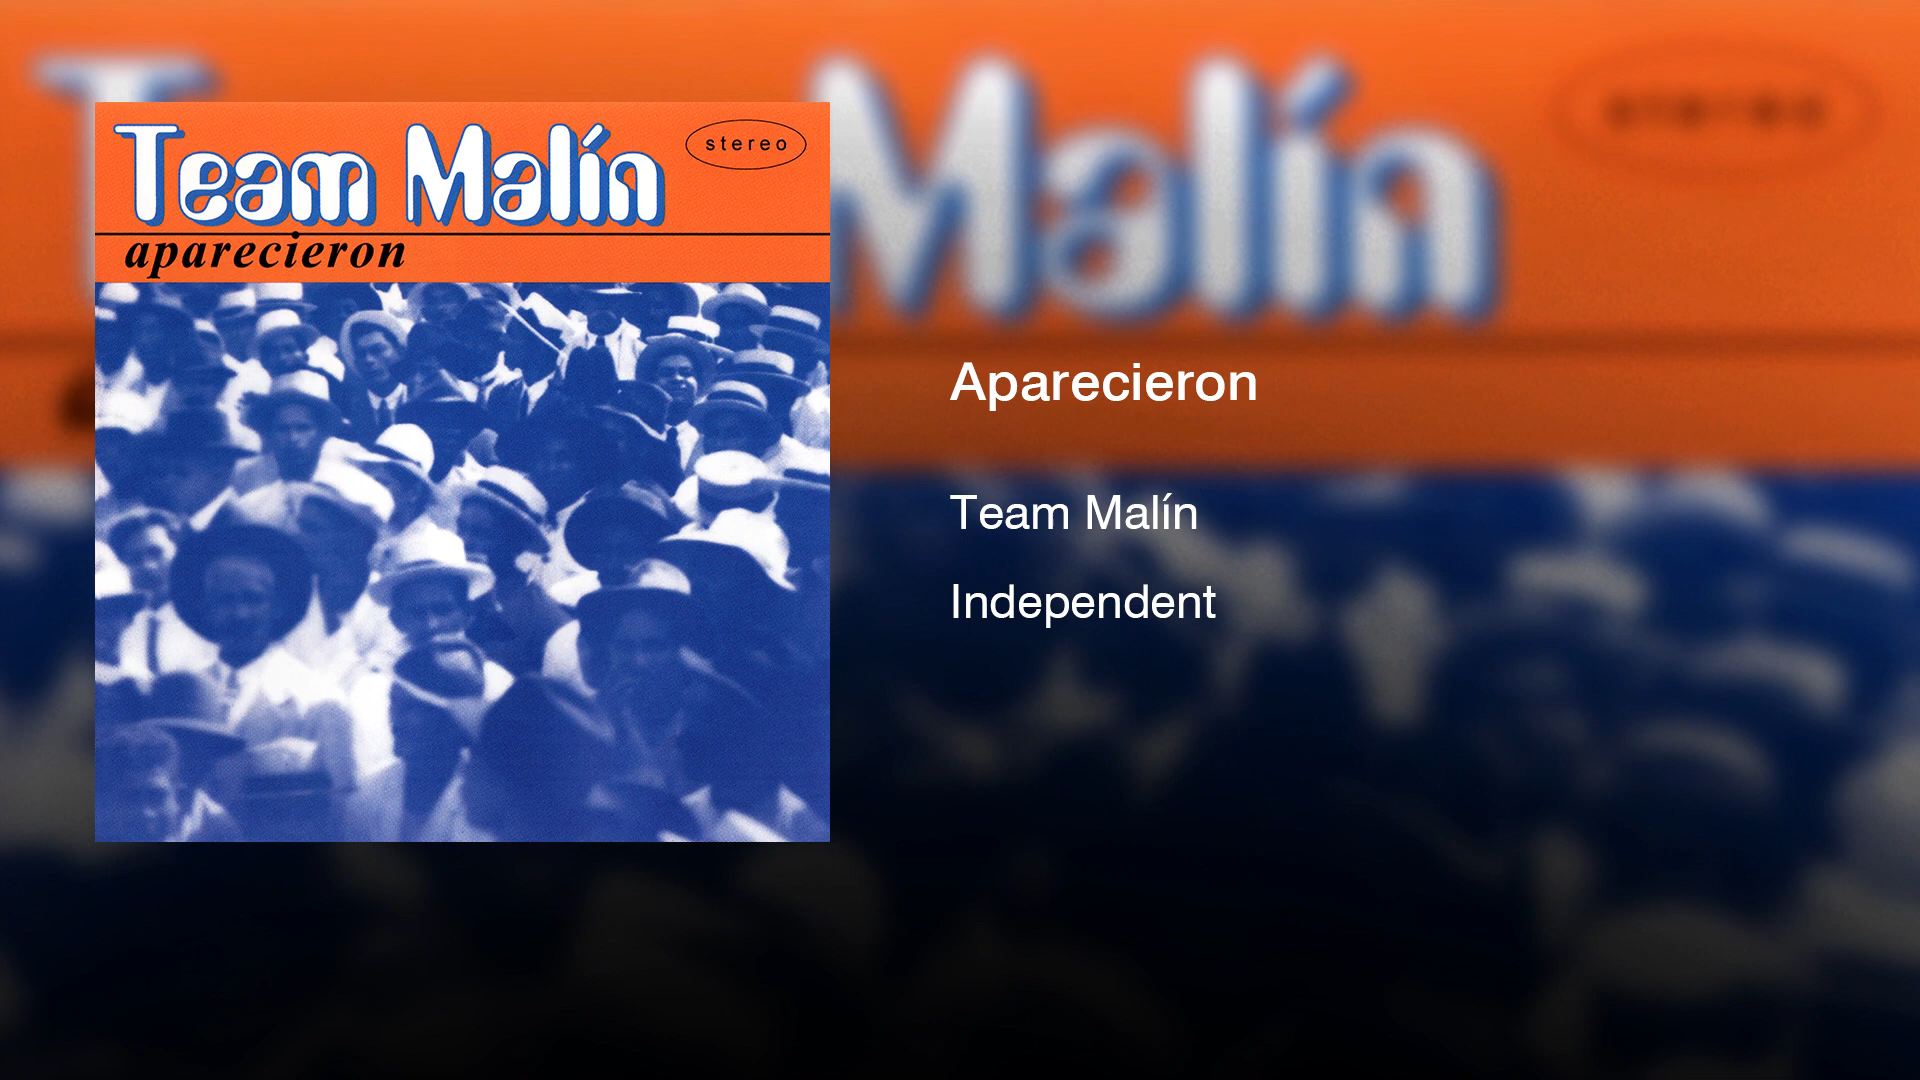 Team Malín
stereo
aparecieron
Aparecieron
Team Malín
Independent